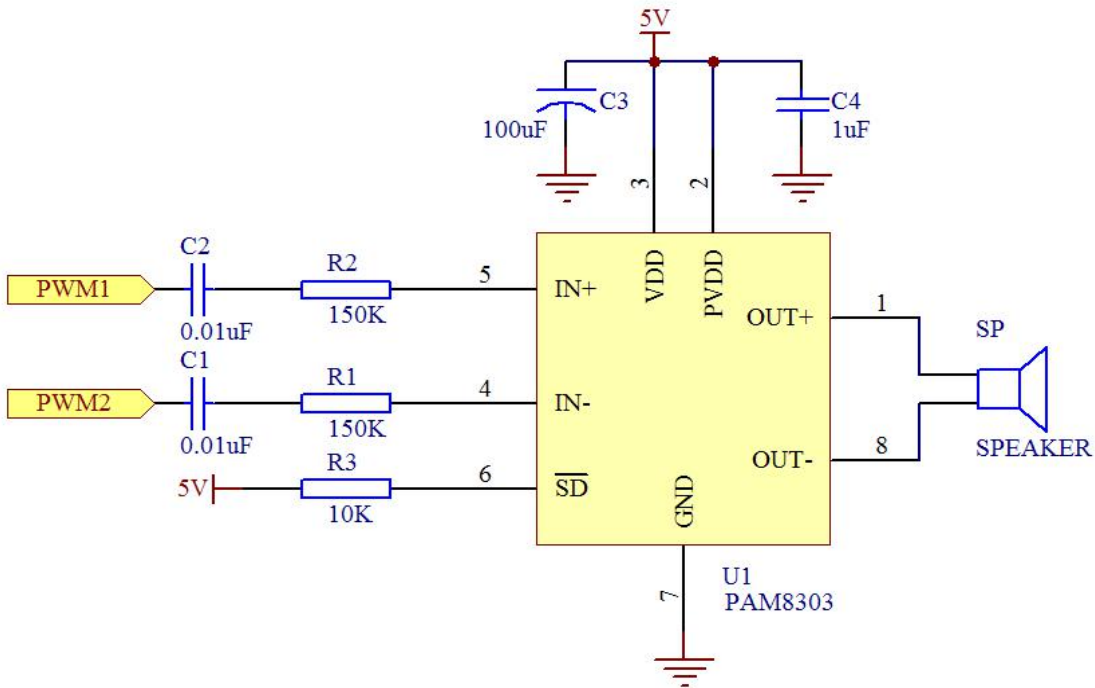 5V
C3
100uF
C4
1uF
3
2
C2
PWM1
0.01uF
R2
150K
5
IN+
VDD
PVDD
OUT+
1
SP
C1
PWM2
0.01uF
R1
150K
4
IN-
SPEAKER
OUT-
8
R3
5V
10K
6
SD
GND
7
U1
PAM8303